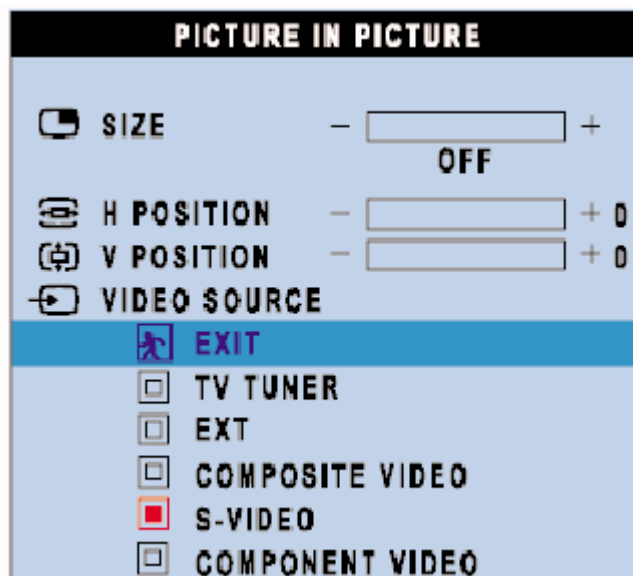 PICTURE IN PICTURE
SIZE - +
OFF
H POSITION - + 0
V POSITION - + 0
VIDEO SOURCE
EXIT
TV TUNER
EXT
COMPOSITE VIDEO
S-VIDEO
COMPONENT VIDEO